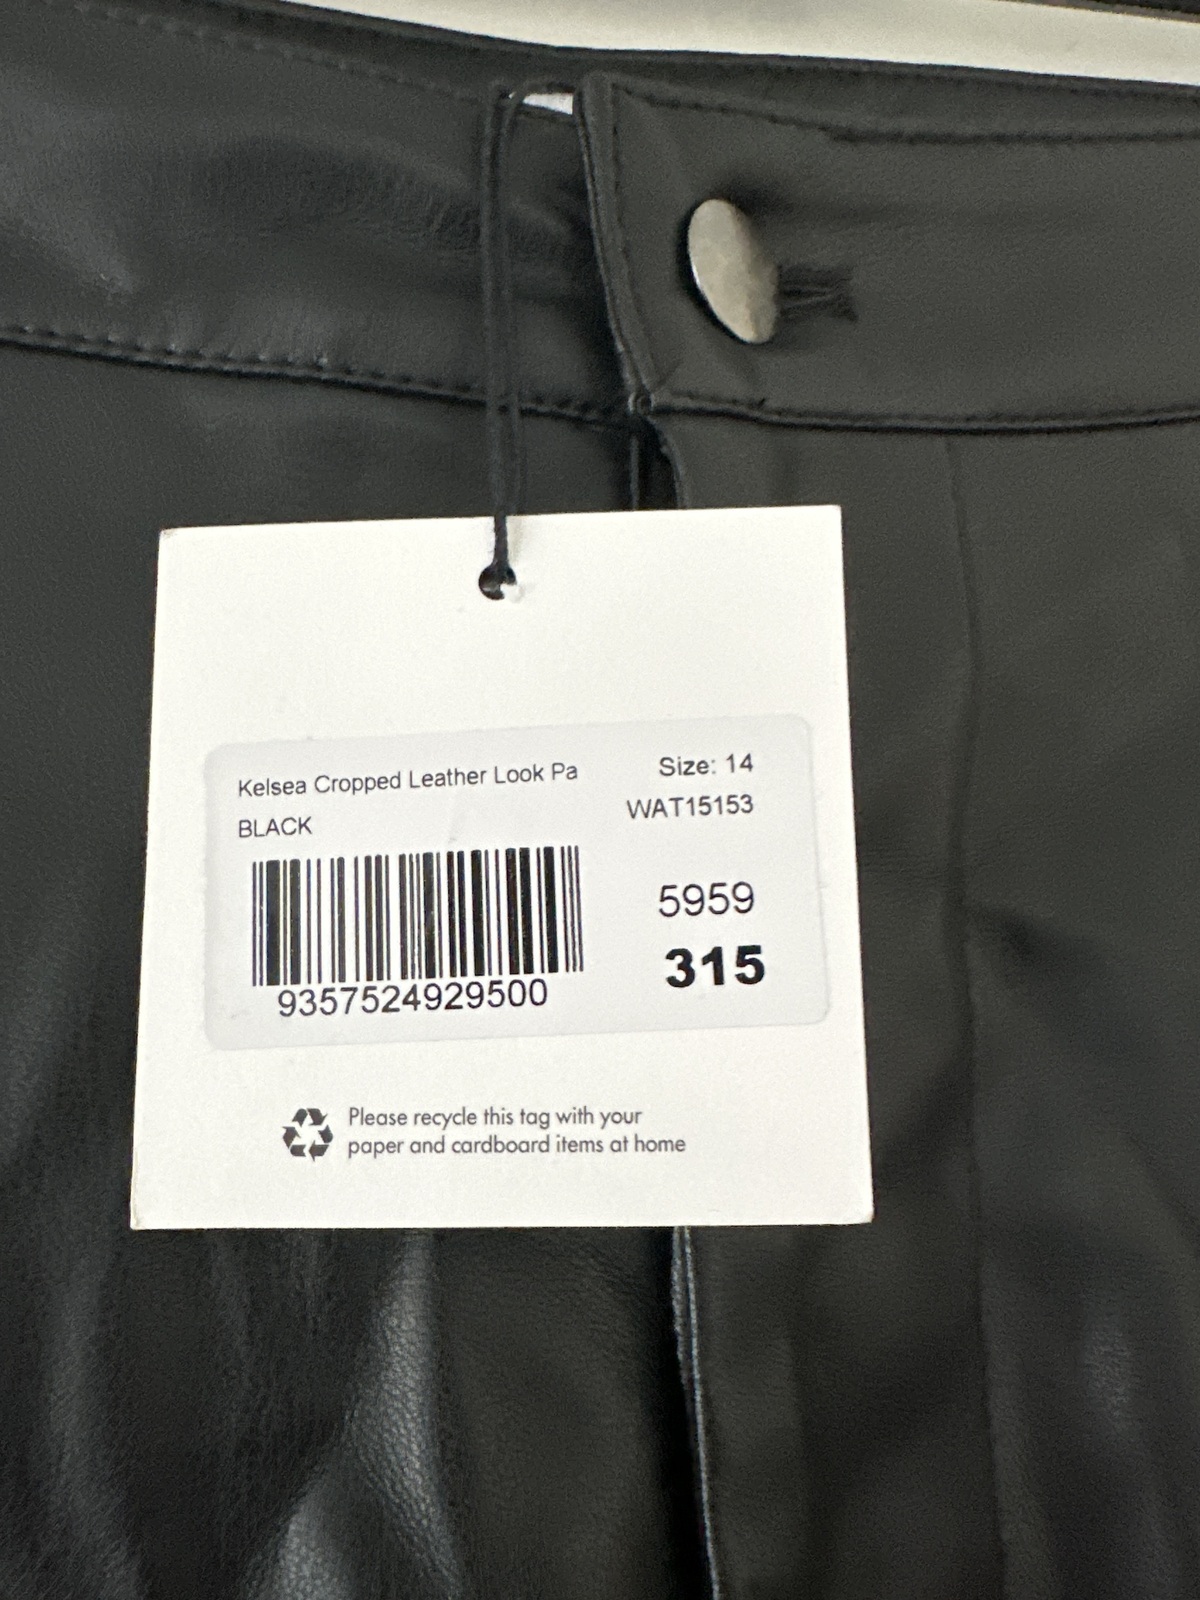 Kelsea Cropped Leather Look Pa
Size: 14
BLACK
WAT15153
5959
315
9357524929500
Please recycle this tag with your
paper and cardboard items at home